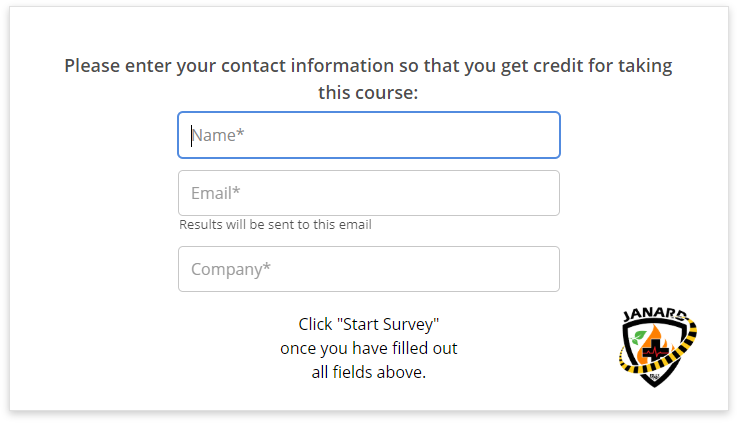 Please enter your contact information so that you get credit for taking
this course:
Name*
Email*
Results will be sent to this email
Company*
Click "Start Survey"
once you have filled out
all fields above.
JANARD